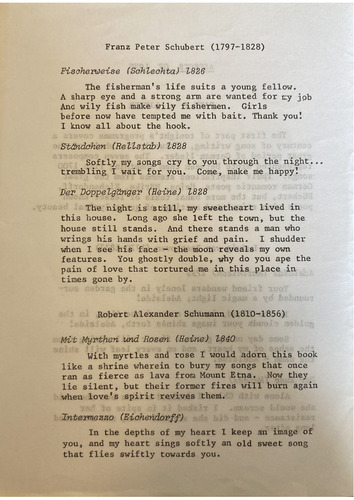 Franz Peter Schubert (1797-1828)
Fischerweise (Schlechta) 1826
The fisherman's life suits a young fellow.
A sharp eye and a strong arm are wanted for my job
And wily fish make wily fishermen. Girls
before now have tempted me with bait. Thank you!
I know all about the hook.
Ständchen (Rellstab) 1828
Softly my songs cry to you through the night...
trembling I wait for you. Come, make me happy!
Der Doppelgänger (Heine) 1828
The night is still, my sweetheart lived in
this house. Long ago she left the town, but the
house still stands. And there stands a man who
wrings his hands with grief and pain. I shudder
when I see his face - the moon reveals my own
features. You ghostly double, why do you ape the
pain of love that tortured me in this place in
times gone by.
Robert Alexander Schumann (1810-1856)
Mit Myrthen und Rosen (Heine) 1840
With myrtles and rose I would adorn this book
like a shrine wherein to bury my songs that once
ran as fierce as lava from Mount Etna. Now they
lie silent, but their former fires will burn again
when love's spirit revives them.
Intermezzo (Eichendorff)
In the depths of my heart I keep an image of
you, and my heart sings softly an old sweet song
that flies swiftly towards you.